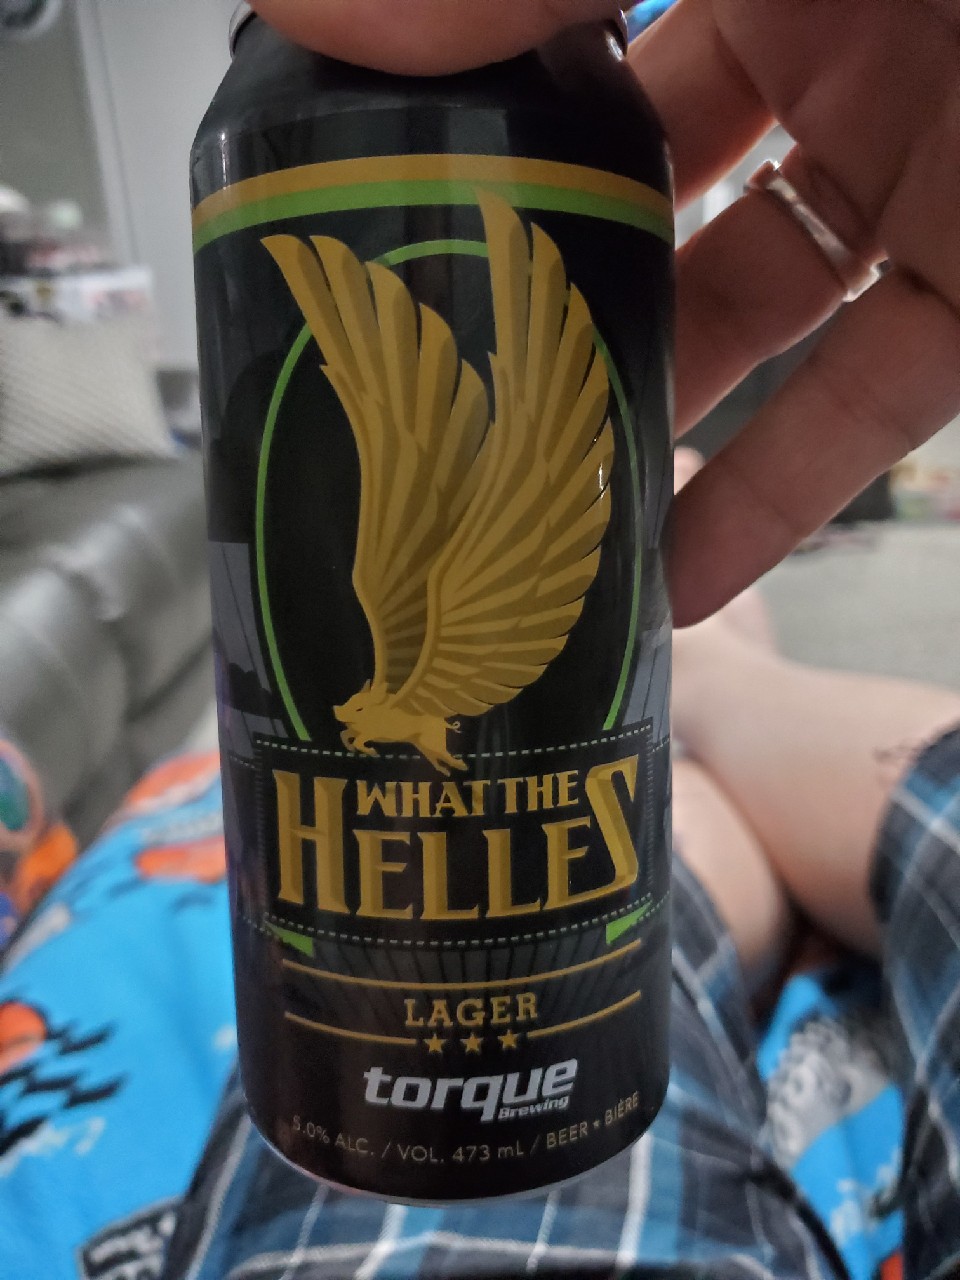 WHAT THE
HELLES
LAGER
torque
Brewing
5.0% ALC. / VOL. 473 mL / BEER • BIÈRE